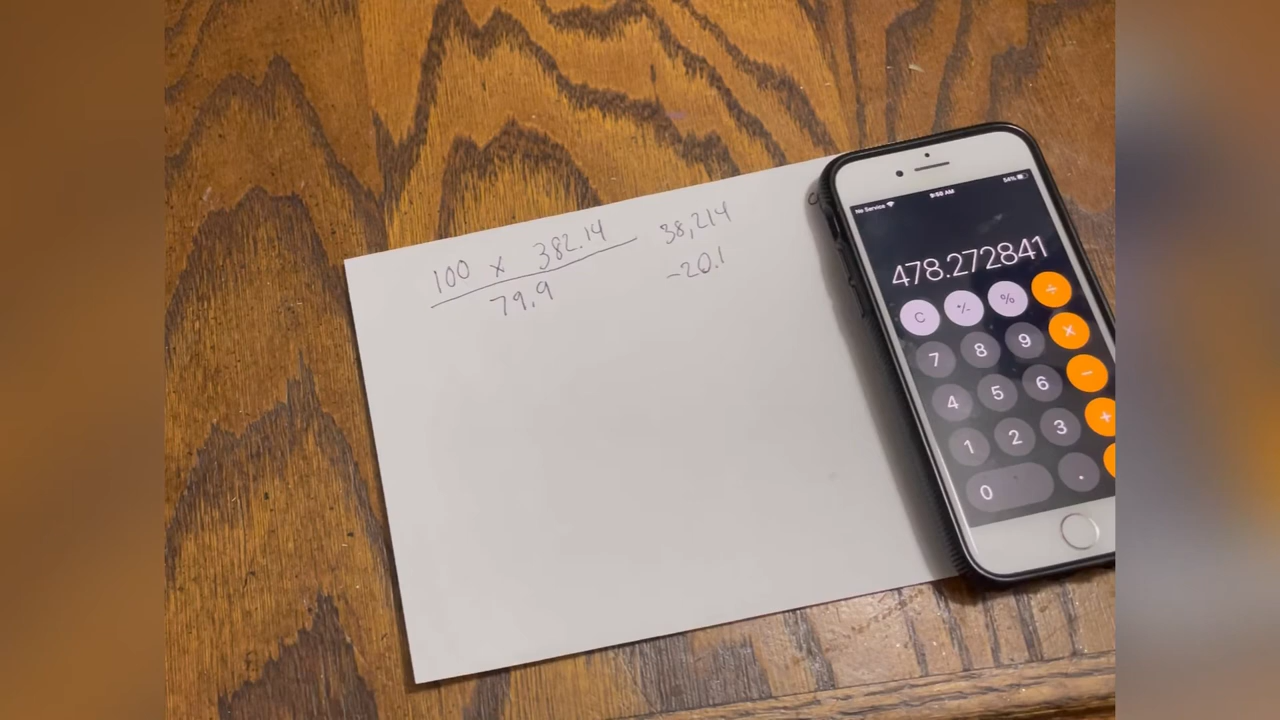 100 x 382.14
79.9
38,214
-20.1
No Service
9:58 AM
54%
478.272841
C +/- % ÷
7 8 9 ×
4 5 6 −
1 2 3 +
0 .